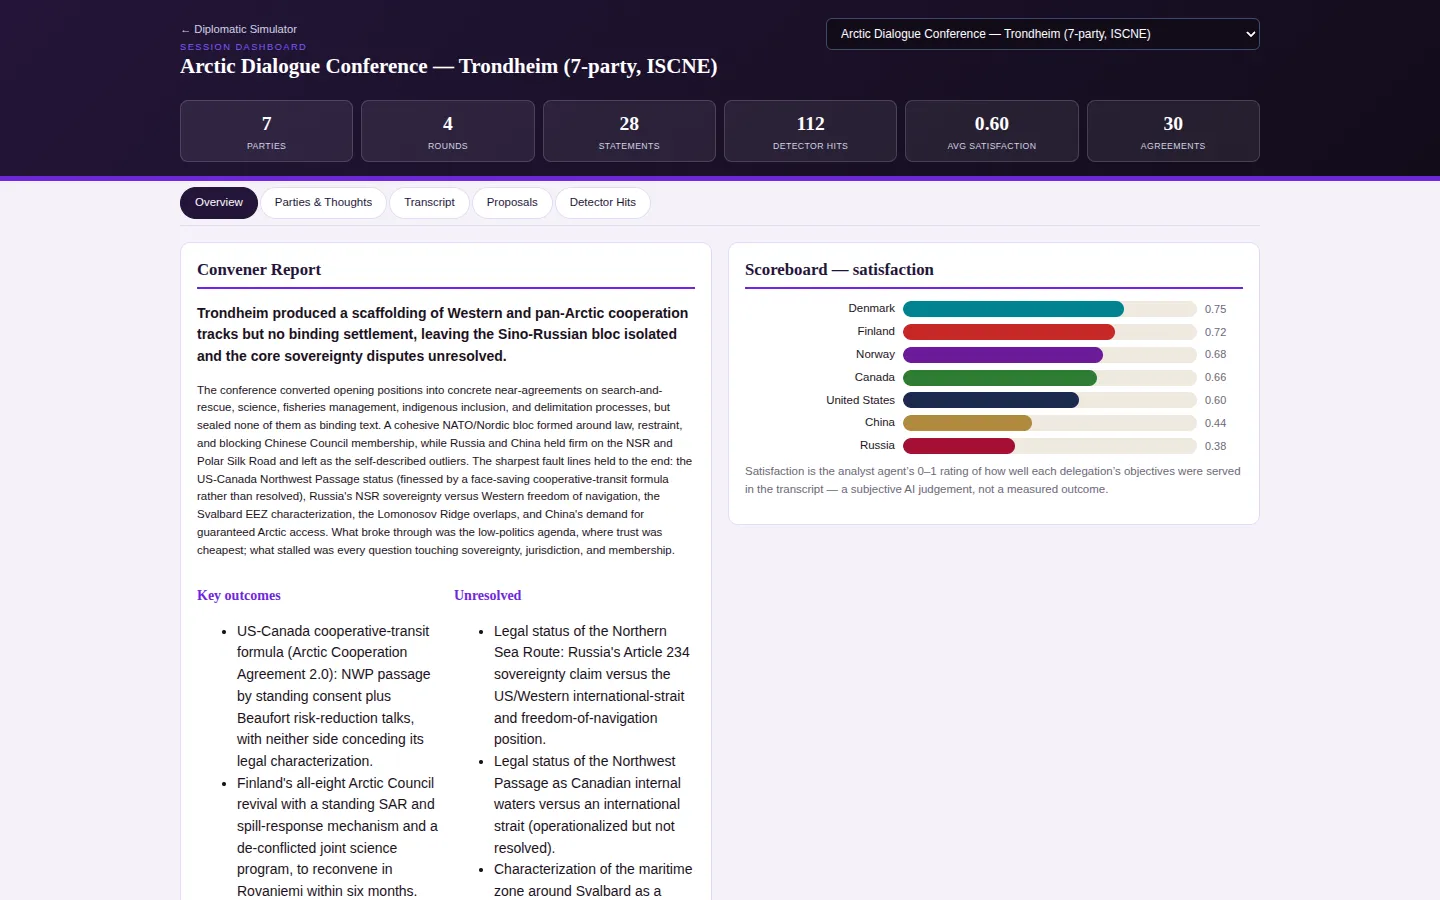 ← Diplomatic Simulator
SESSION DASHBOARD
Arctic Dialogue Conference — Trondheim (7-party, ISCNE)
Arctic Dialogue Conference — Trondheim (7-party, ISCNE)
7
PARTIES
4
ROUNDS
28
STATEMENTS
112
DETECTOR HITS
0.60
AVG SATISFACTION
30
AGREEMENTS
Overview
Parties & Thoughts
Transcript
Proposals
Detector Hits
Convener Report
Trondheim produced a scaffolding of Western and pan-Arctic cooperation
tracks but no binding settlement, leaving the Sino-Russian bloc isolated
and the core sovereignty disputes unresolved.
The conference converted opening positions into concrete near-agreements on search-and-
rescue, science, fisheries management, indigenous inclusion, and delimitation processes, but
sealed none of them as binding text. A cohesive NATO/Nordic bloc formed around law, restraint,
and blocking Chinese Council membership, while Russia and China held firm on the NSR and
Polar Silk Road and left as the self-described outliers. The sharpest fault lines held to the end: the
US-Canada Northwest Passage status (finessed by a face-saving cooperative-transit formula
rather than resolved), Russia's NSR sovereignty versus Western freedom of navigation, the
Svalbard EEZ characterization, the Lomonosov Ridge overlaps, and China's demand for
guaranteed Arctic access. What broke through was the low-politics agenda, where trust was
cheapest; what stalled was every question touching sovereignty, jurisdiction, and membership.
Key outcomes
US-Canada cooperative-transit
formula (Arctic Cooperation
Agreement 2.0): NWP passage
by standing consent plus
Beaufort risk-reduction talks,
with neither side conceding its
legal characterization.
Finland's all-eight Arctic Council
revival with a standing SAR and
spill-response mechanism and a
de-conflicted joint science
program, to reconvene in
Rovaniemi within six months.
Unresolved
Legal status of the Northern
Sea Route: Russia's Article 234
sovereignty claim versus the
US/Western international-strait
and freedom-of-navigation
position.
Legal status of the Northwest
Passage as Canadian internal
waters versus an international
strait (operationalized but not
resolved).
Characterization of the maritime
zone around Svalbard as a
Scoreboard — satisfaction
Denmark 0.75
Finland 0.72
Norway 0.68
Canada 0.66
United States 0.60
China 0.44
Russia 0.38
Satisfaction is the analyst agent's 0–1 rating of how well each delegation's objectives were served
in the transcript — a subjective AI judgement, not a measured outcome.